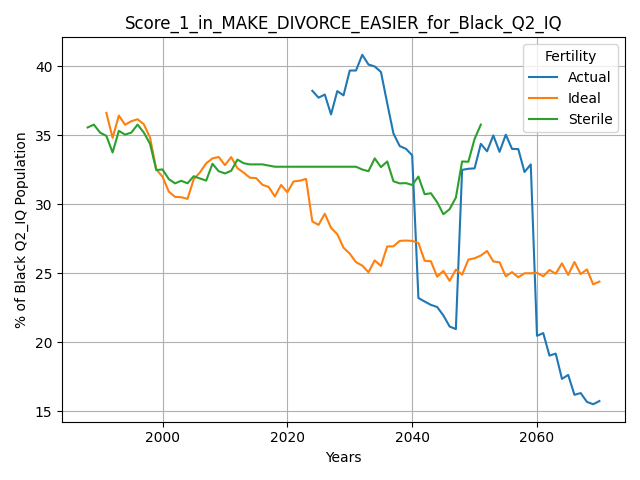 Score_1_in_MAKE_DIVORCE_EASIER_for_Black_Q2_IQ
Fertility
Actual
Ideal
Sterile
% of Black Q2_IQ Population
40
35
30
25
20
15
2000
2020
2040
2060
Years